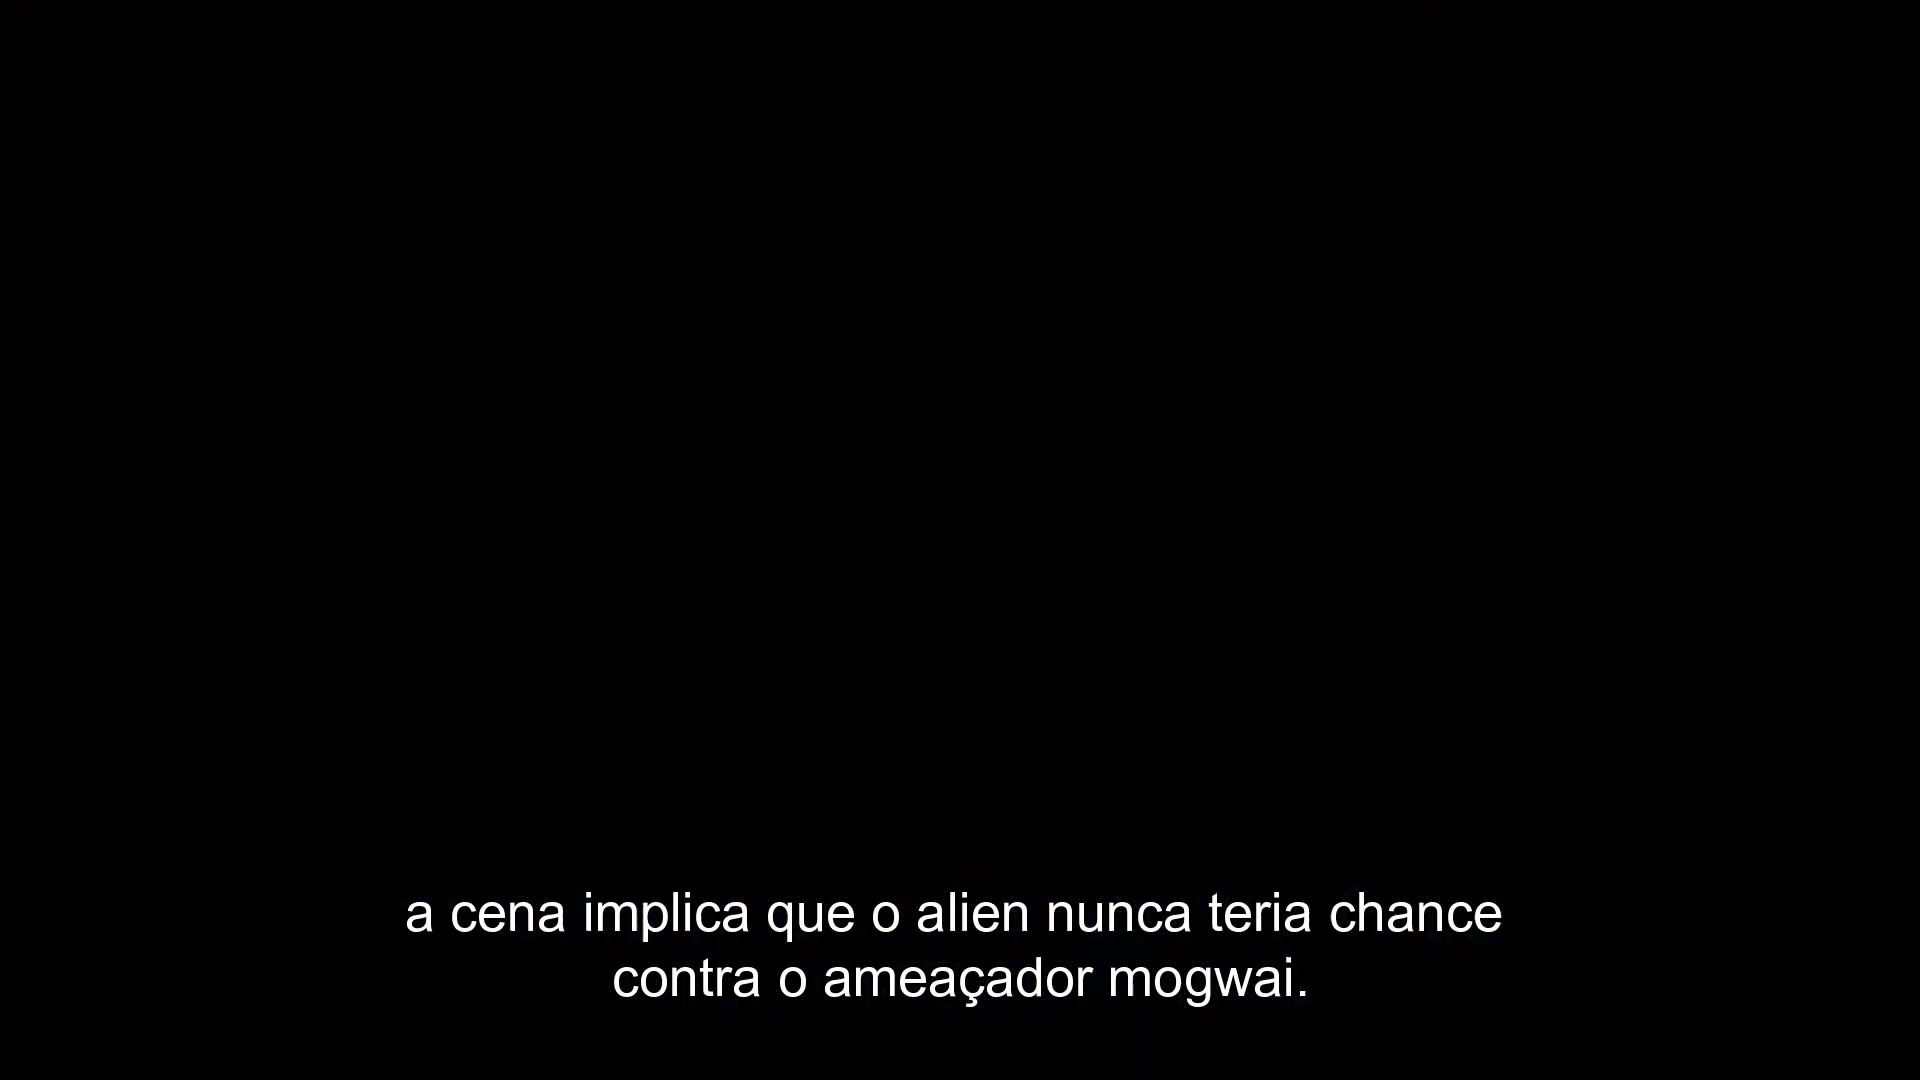 a cena implica que o alien nunca teria chance
contra o ameaçador mogwai.